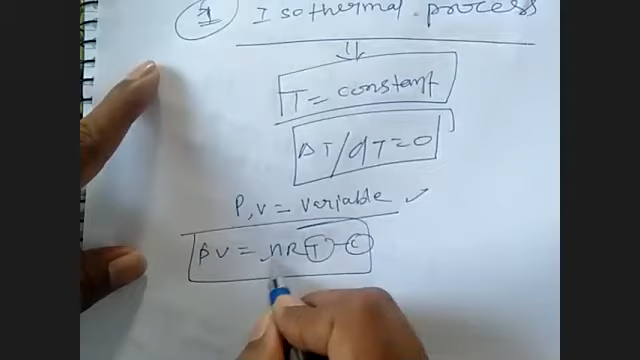 1 Isothermal process
T = constant
ΔT/dT=0
P,V = Variable ✓
PV = nRT-C